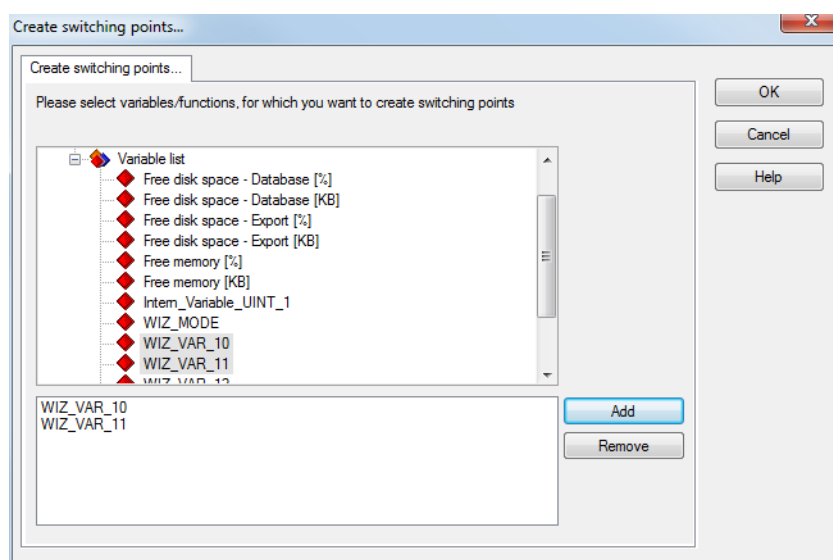 Create switching points...
Create switching points...
Please select variables/functions, for which you want to create switching points
OK
Cancel
Help
Variable list
Free disk space - Database [%]
Free disk space - Database [KB]
Free disk space - Export [%]
Free disk space - Export [KB]
Free memory [%]
Free memory [KB]
Intern_Variable_UINT_1
WIZ_MODE
WIZ_VAR_10
WIZ_VAR_11
WIZ_VAR_12
WIZ_VAR_10
WIZ_VAR_11
Add
Remove